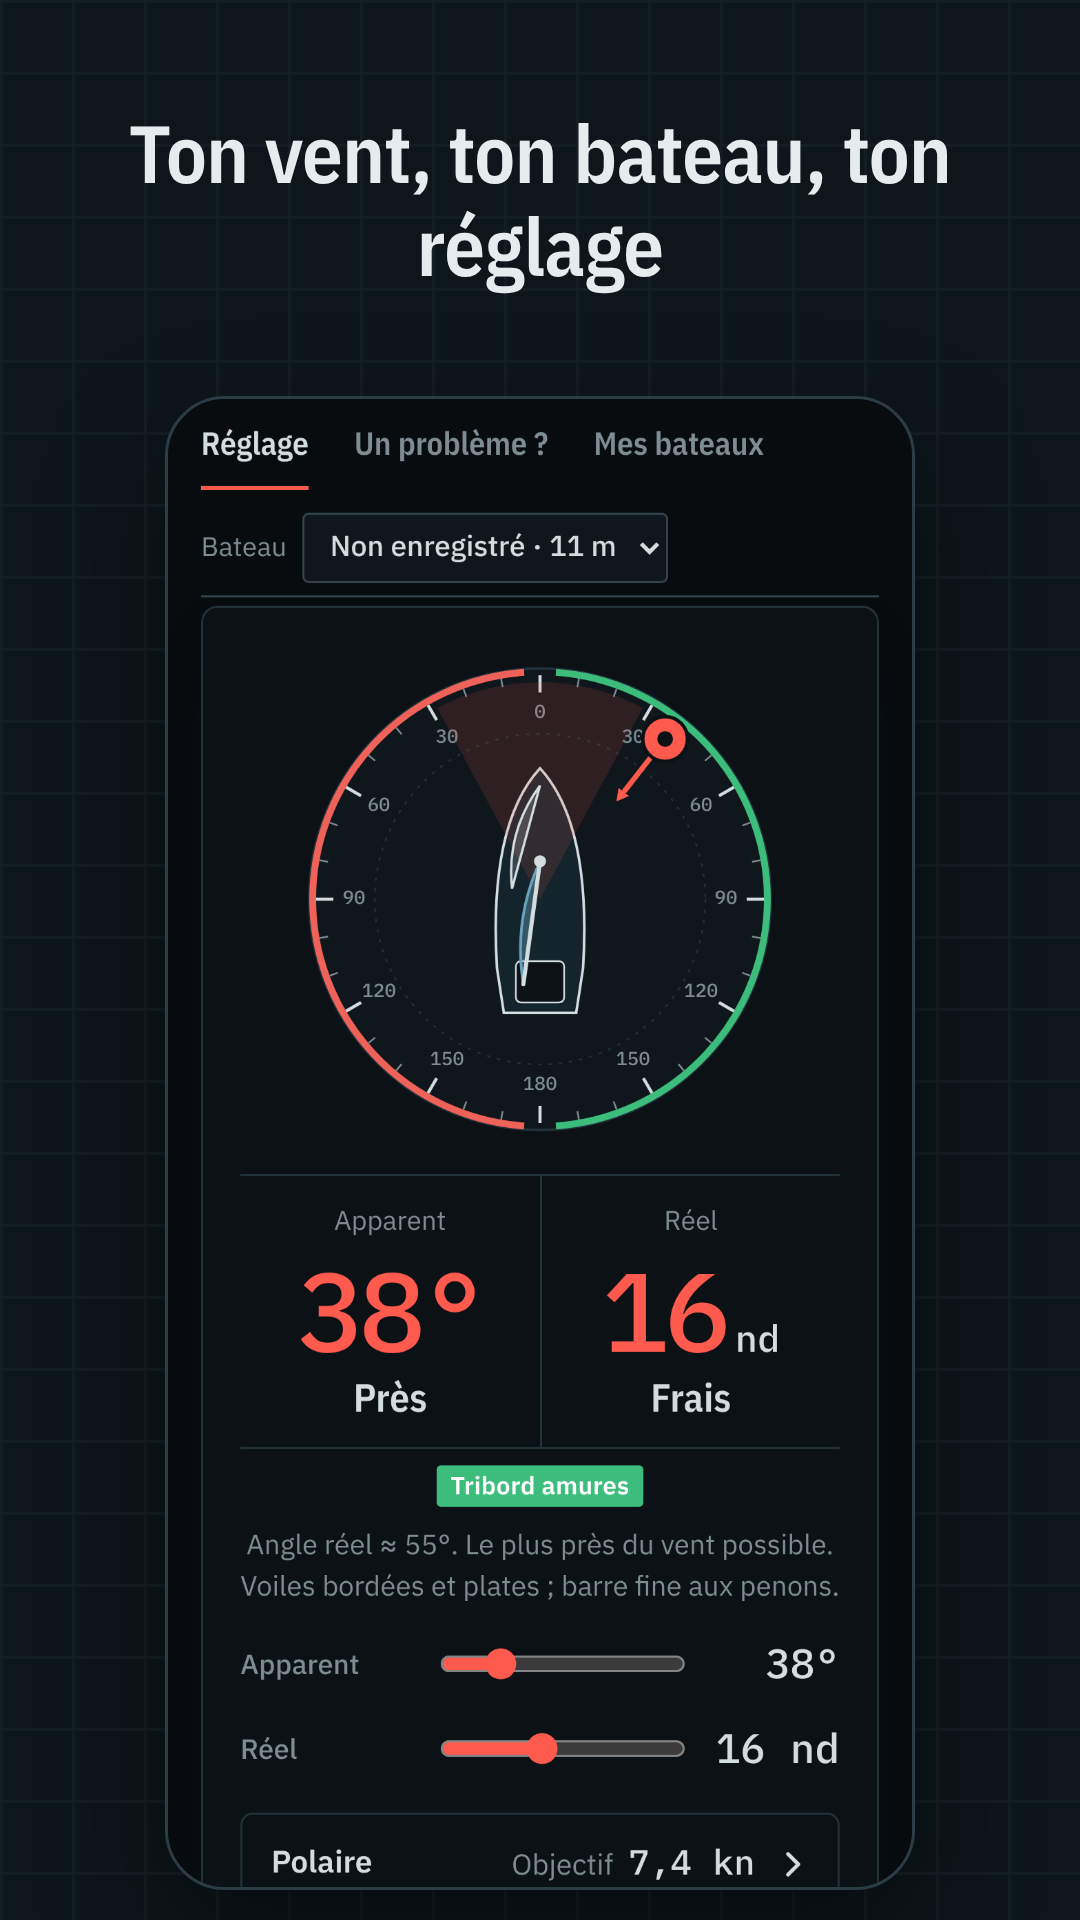 Ton vent, ton bateau, ton
réglage
Réglage Un problème ? Mes bateaux
Bateau Non enregistré · 11 m
0
30 30
60 60
90 90
120 120
150 150
180
Apparent Réel
38° 16 nd
Près Frais
Tribord amures
Angle réel ≈ 55°. Le plus près du vent possible.
Voiles bordées et plates ; barre fine aux penons.
Apparent 38°
Réel 16 nd
Polaire Objectif 7,4 kn